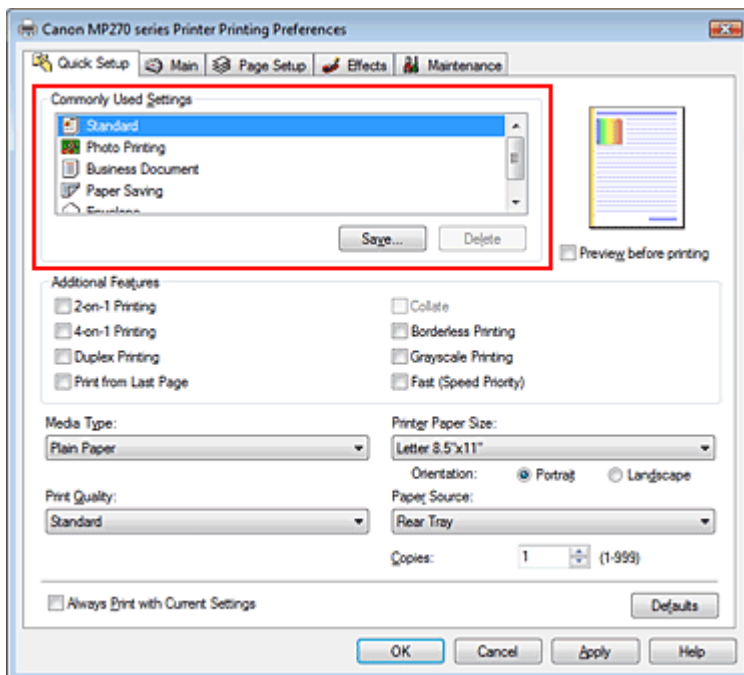 Canon MP270 series Printer Printing Preferences
Quick Setup Main Page Setup Effects Maintenance
Commonly Used Settings
Standard
Photo Printing
Business Document
Paper Saving
Envelope
Save... Delete
Preview before printing
Additional Features
2-on-1 Printing Collate
4-on-1 Printing Borderless Printing
Duplex Printing Grayscale Printing
Print from Last Page Fast (Speed Priority)
Media Type: Printer Paper Size:
Plain Paper Letter 8.5"x11"
Orientation: Portrait Landscape
Print Quality: Paper Source:
Standard Rear Tray
Copies: 1 (1-999)
Always Print with Current Settings Defaults
OK Cancel Apply Help